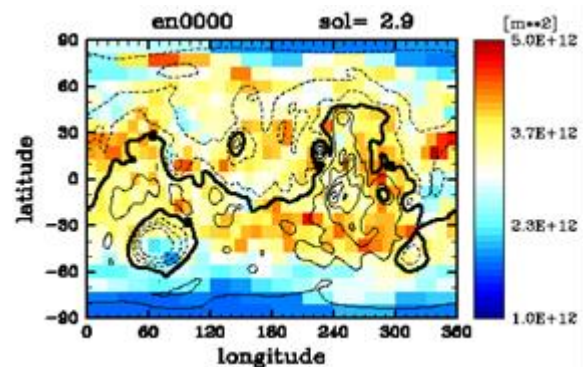 en0000 sol= 2.9 [m**2]
90
60
30
0
-30
-60
-90
latitude
0 60 120 180 240 300 360
longitude
5.0E+12
3.7E+12
2.3E+12
1.0E+12